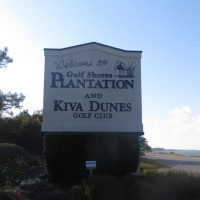 Welcome to
Gulf Shores
PLANTATION
AND
KIVA DUNES
GOLF CLUB